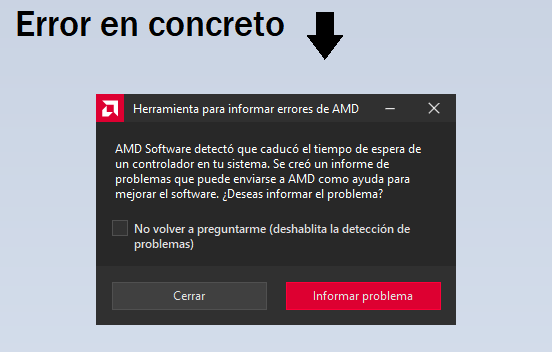 Error en concreto
Herramienta para informar errores de AMD
AMD Software detectó que caducó el tiempo de espera de
un controlador en tu sistema. Se creó un informe de
problemas que puede enviarse a AMD como ayuda para
mejorar el software. ¿Deseas informar el problema?
No volver a preguntarme (deshablita la detección de
problemas)
Cerrar
Informar problema